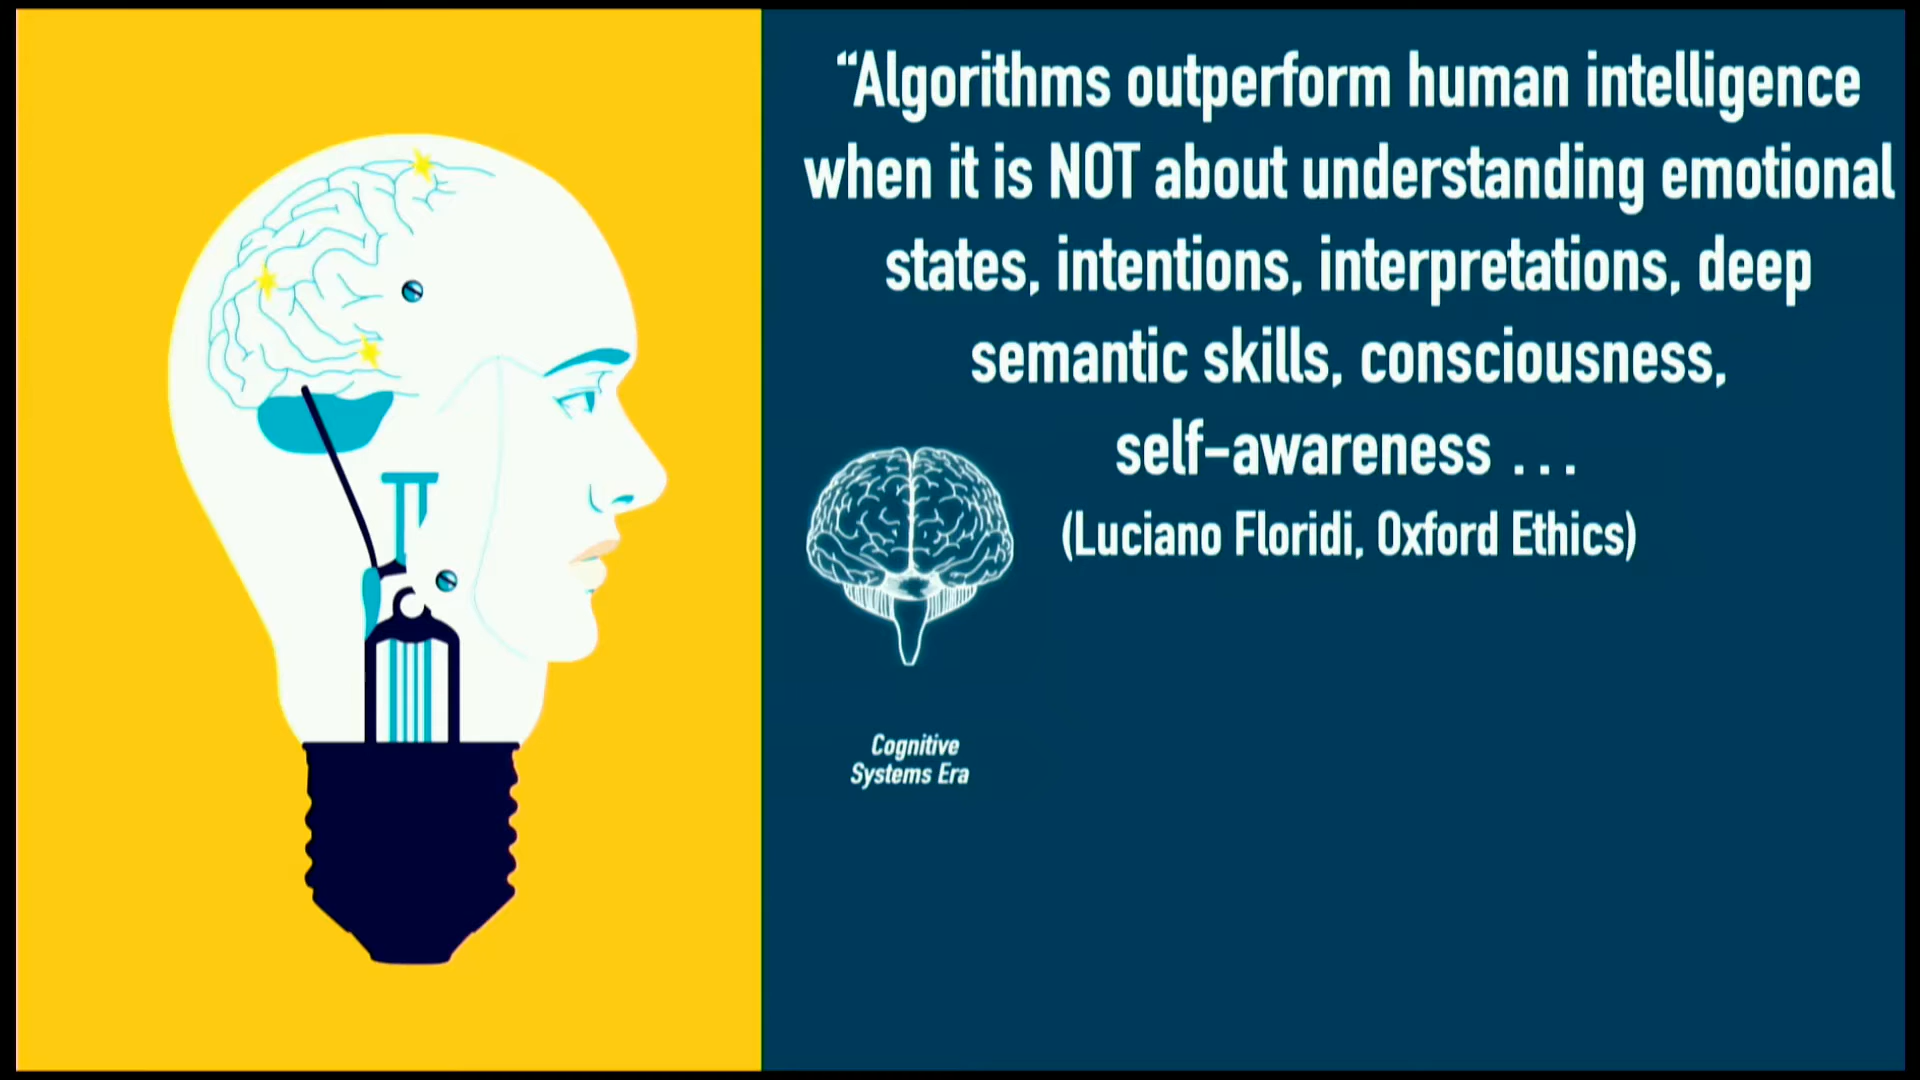 “Algorithms outperform human intelligence
when it is NOT about understanding emotional
states, intentions, interpretations, deep
semantic skills, consciousness,
self-awareness ...
(Luciano Floridi, Oxford Ethics)
Cognitive
Systems Era